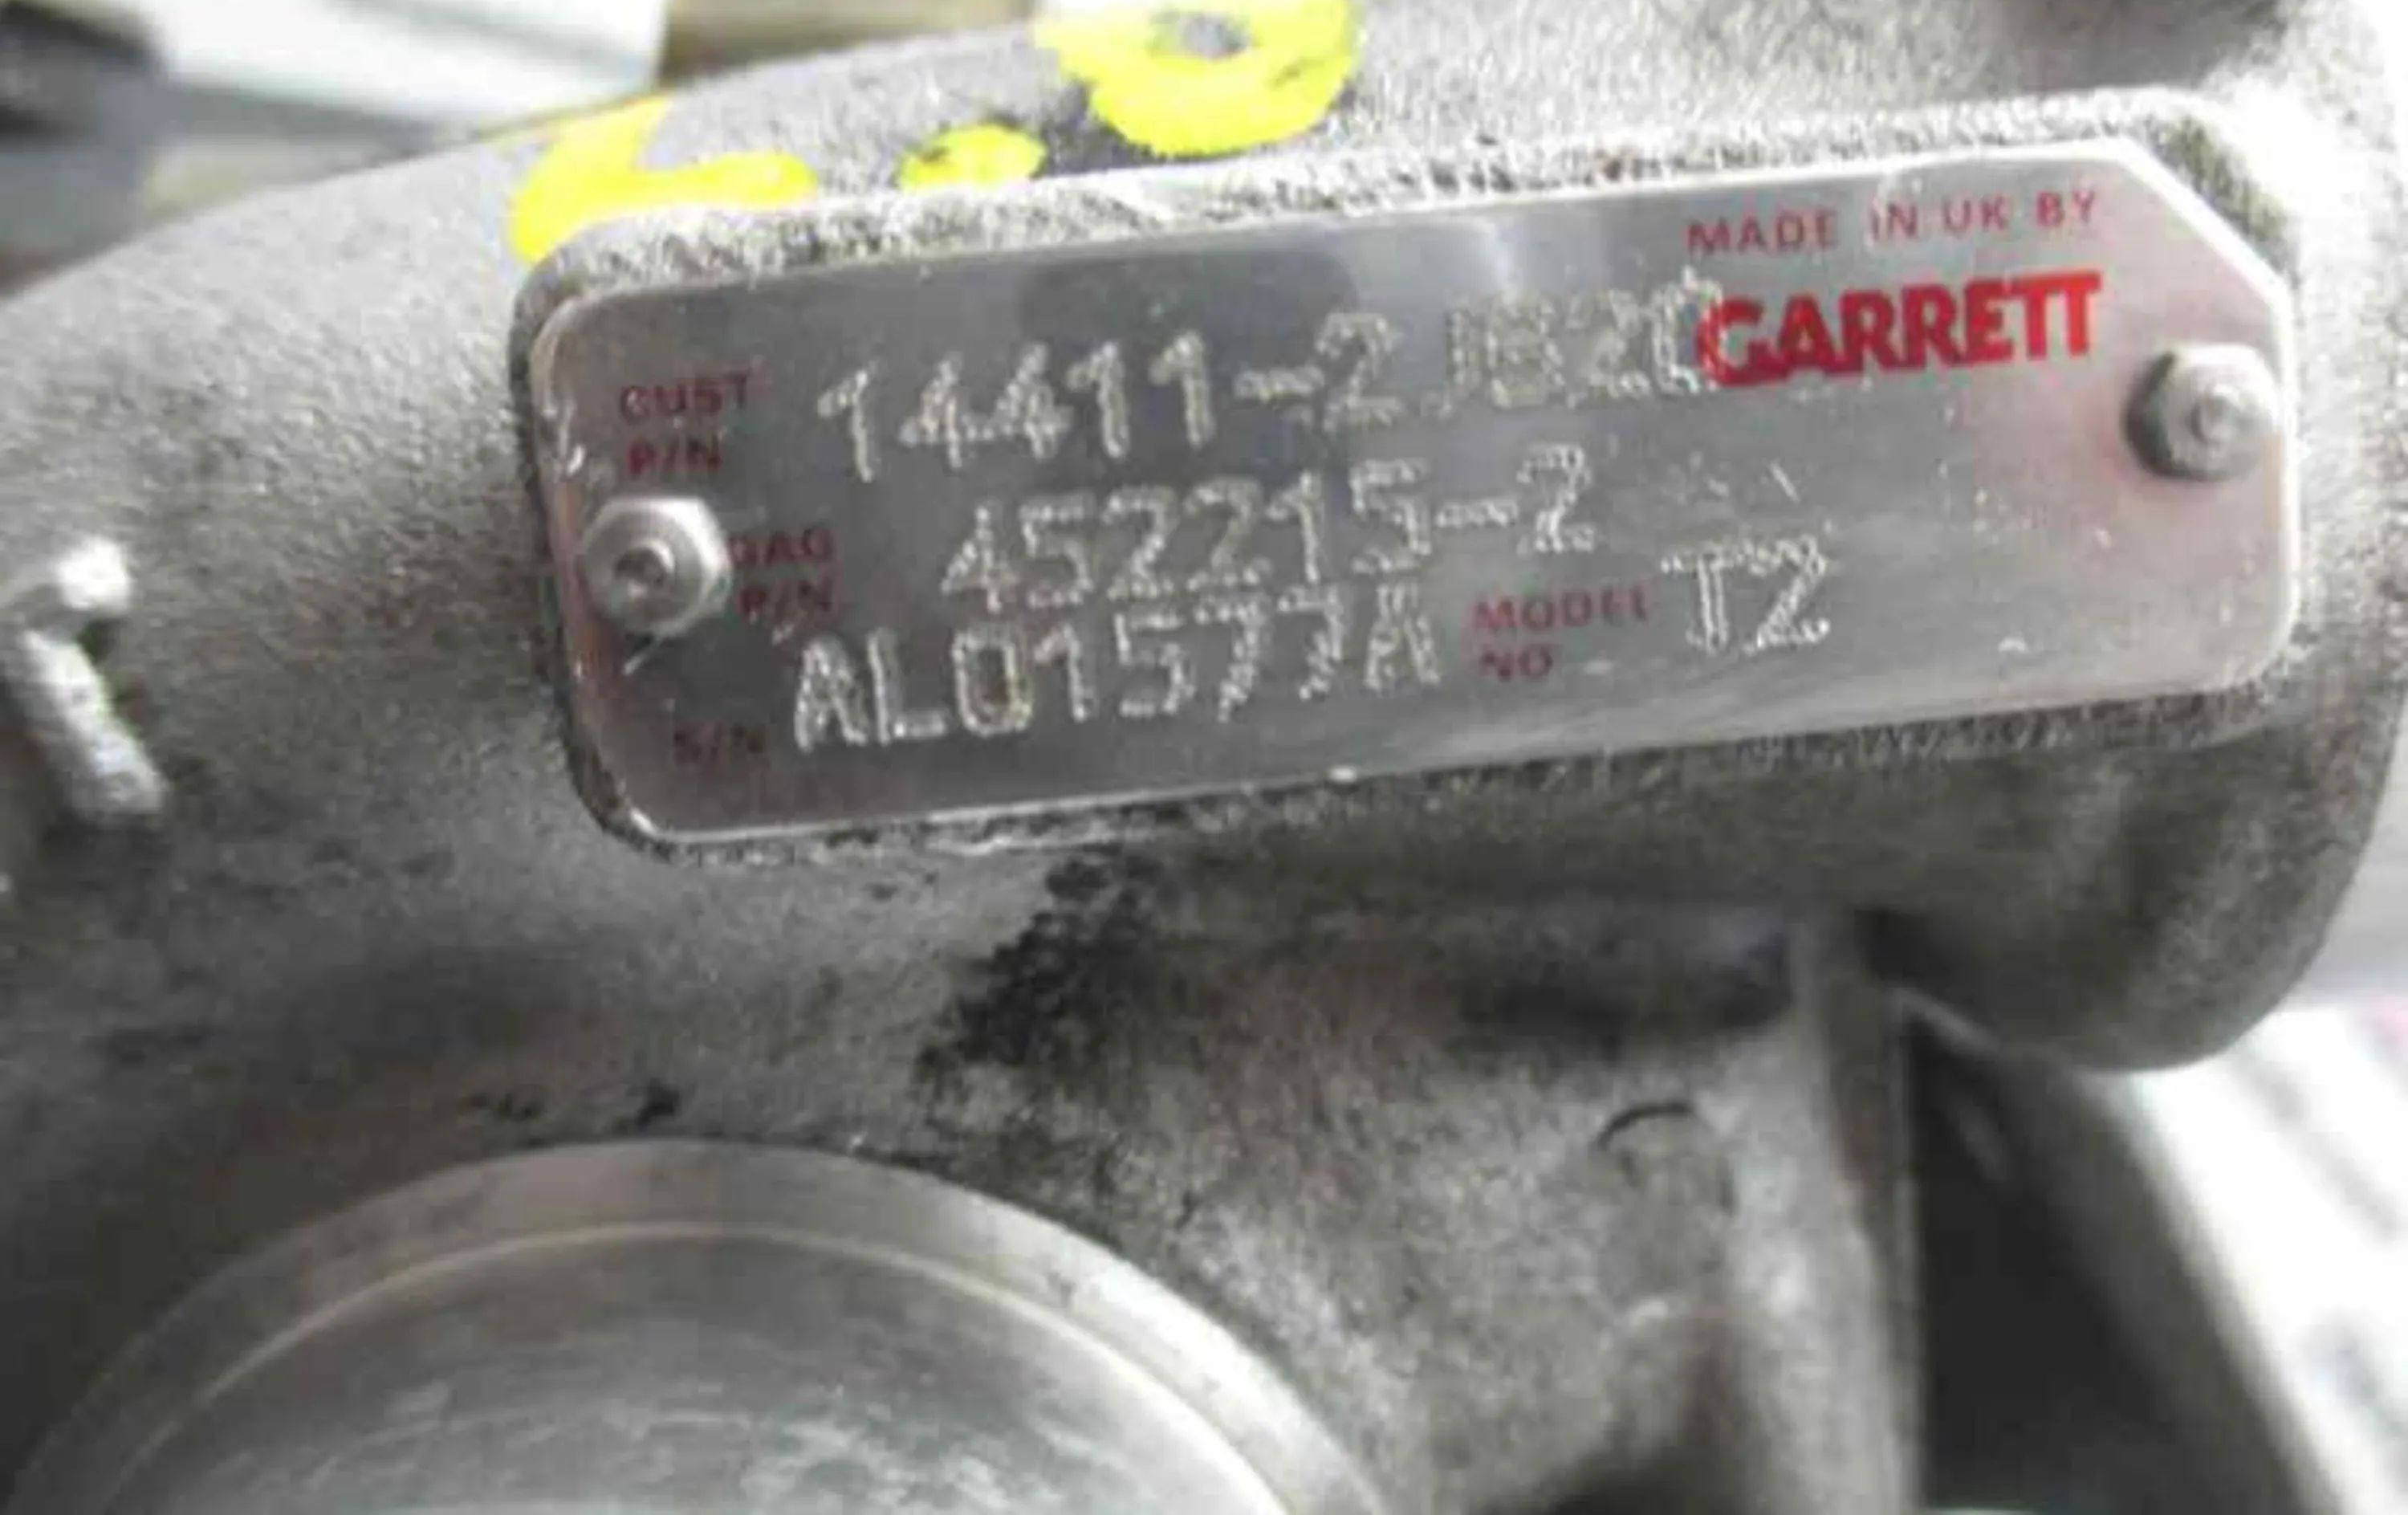 MADE IN UK BY
GARRETT
CUST P/N 14411-2J620
GAG P/N 452215-2
S/N AL01577A MODEL NO T2